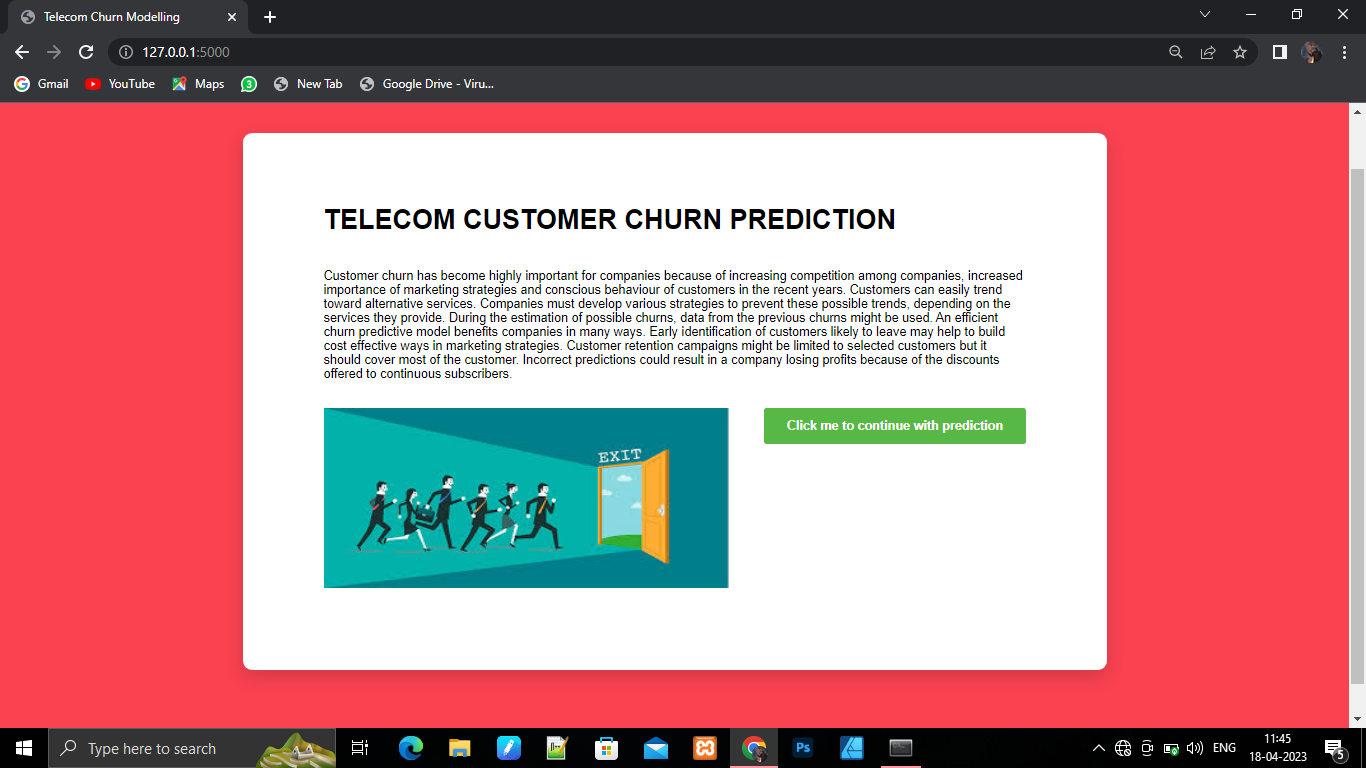 Telecom Churn Modelling
127.0.0.1:5000
Gmail YouTube Maps 3 New Tab Google Drive - Viru...
TELECOM CUSTOMER CHURN PREDICTION
Customer churn has become highly important for companies because of increasing competition among companies, increased
importance of marketing strategies and conscious behaviour of customers in the recent years. Customers can easily trend
toward alternative services. Companies must develop various strategies to prevent these possible trends, depending on the
services they provide. During the estimation of possible churns, data from the previous churns might be used. An efficient
churn predictive model benefits companies in many ways. Early identification of customers likely to leave may help to build
cost effective ways in marketing strategies. Customer retention campaigns might be limited to selected customers but it
should cover most of the customer. Incorrect predictions could result in a company losing profits because of the discounts
offered to continuous subscribers.
EXIT
Click me to continue with prediction
Type here to search
Ps
ENG
11:45
18-04-2023
5